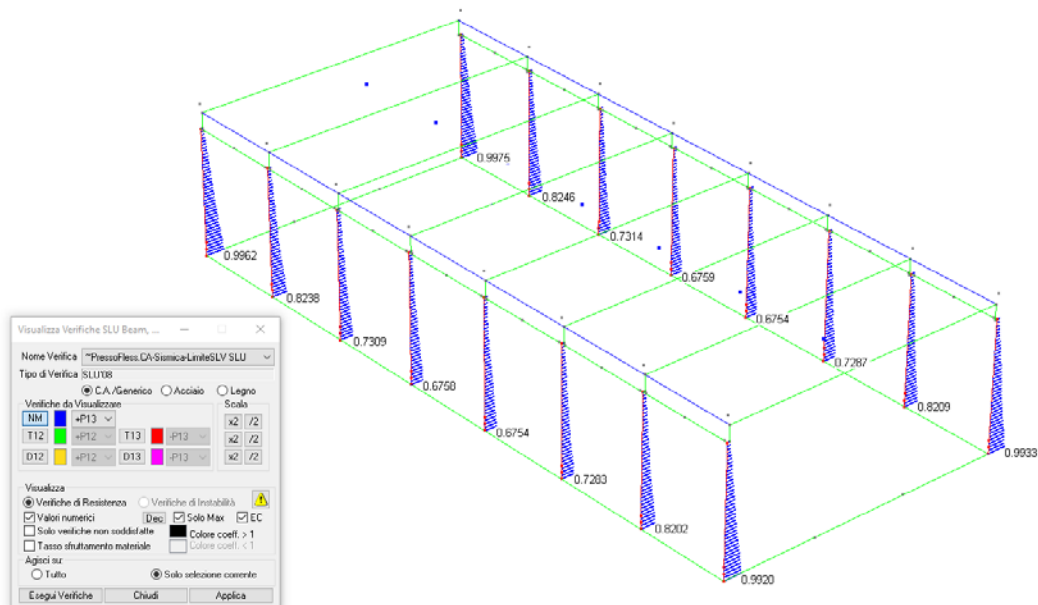 0.9975
0.8246
0.7314
0.6759
0.6754
0.7287
0.8209
0.9933
0.9962
0.8238
0.7309
0.6758
0.6754
0.7283
0.8202
0.9920
Visualizza Verifiche SLU Beam, ...
Nome Verifica ~PressoFless.CA-Sismica-LimiteSLV SLU
Tipo di Verifica SLU'08
C.A./Generico Acciaio Legno
Verifiche da Visualizzare Scala
NM +P13 x2 /2
T12 +P12 T13 -P13 x2 /2
D12 +P12 D13 -P13 x2 /2
Visualizza
Verifiche di Resistenza Verifiche di Instabilità
Valori numerici Dec Solo Max EC
Solo verifiche non soddisfatte Colore coeff. > 1
Tasso sfruttamento materiale Colore coeff. < 1
Agisci su:
Tutto Solo selezione corrente
Esegui Verifiche Chiudi Applica